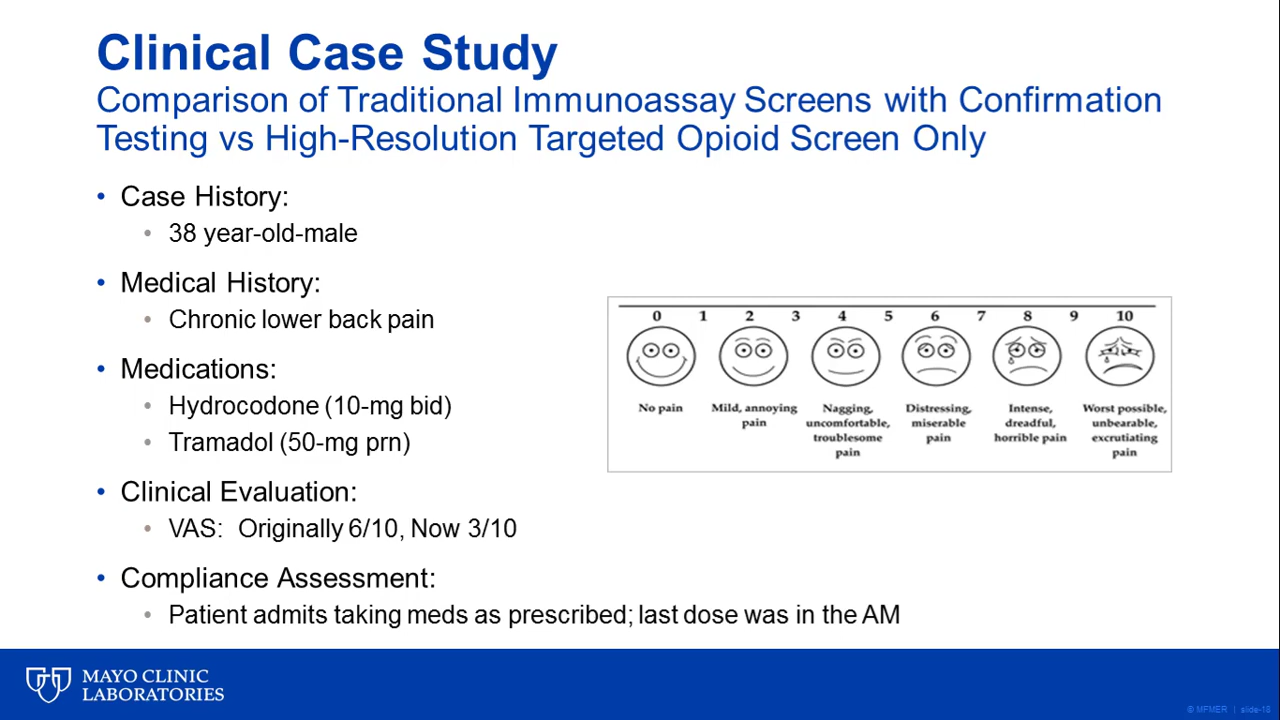 Clinical Case Study
Comparison of Traditional Immunoassay Screens with Confirmation
Testing vs High-Resolution Targeted Opioid Screen Only
• Case History:
• 38 year-old-male
• Medical History:
• Chronic lower back pain
• Medications:
• Hydrocodone (10-mg bid)
• Tramadol (50-mg prn)
• Clinical Evaluation:
• VAS: Originally 6/10, Now 3/10
• Compliance Assessment:
• Patient admits taking meds as prescribed; last dose was in the AM
0 1 2 3 4 5 6 7 8 9 10
No pain
Mild, annoying
pain
Nagging,
uncomfortable,
troublesome
pain
Distressing,
miserable
pain
Intense,
dreadful,
horrible pain
Worst possible,
unbearable,
excrutiating
pain
MAYO CLINIC
LABORATORIES
© MFMER | slide-18